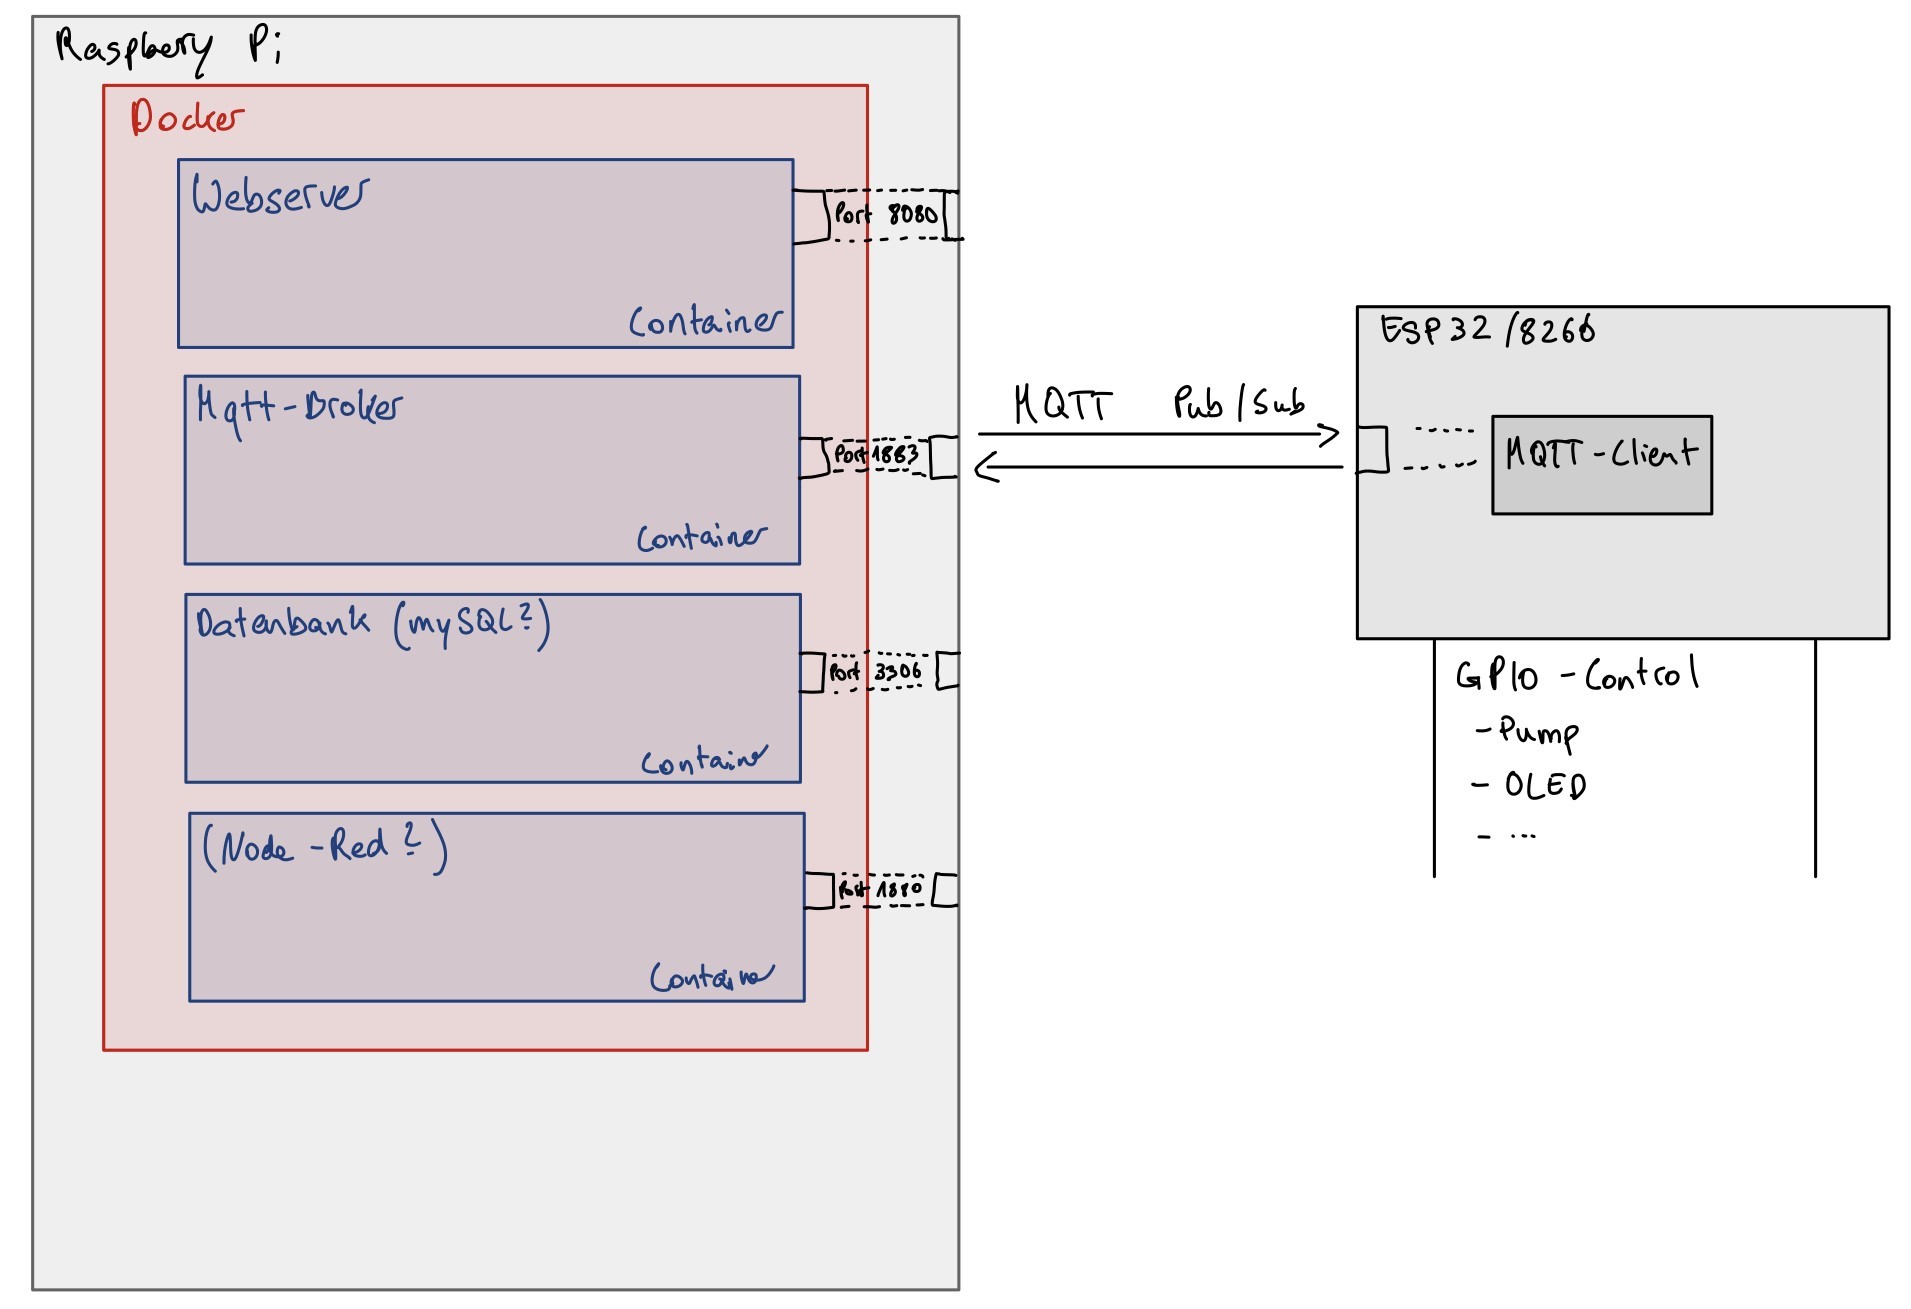 Raspbery Pi
Docker
Webserver
Port 8080
Container
Mqtt-Broker
Port 1883
Container
Datenbank (mySQL?)
Port 3306
Container
(Node-Red?)
Port 1880
Container
MQTT Pub/Sub
ESP32/8266
MQTT-Client
GPIO-Control
- Pump
- OLED
- ...